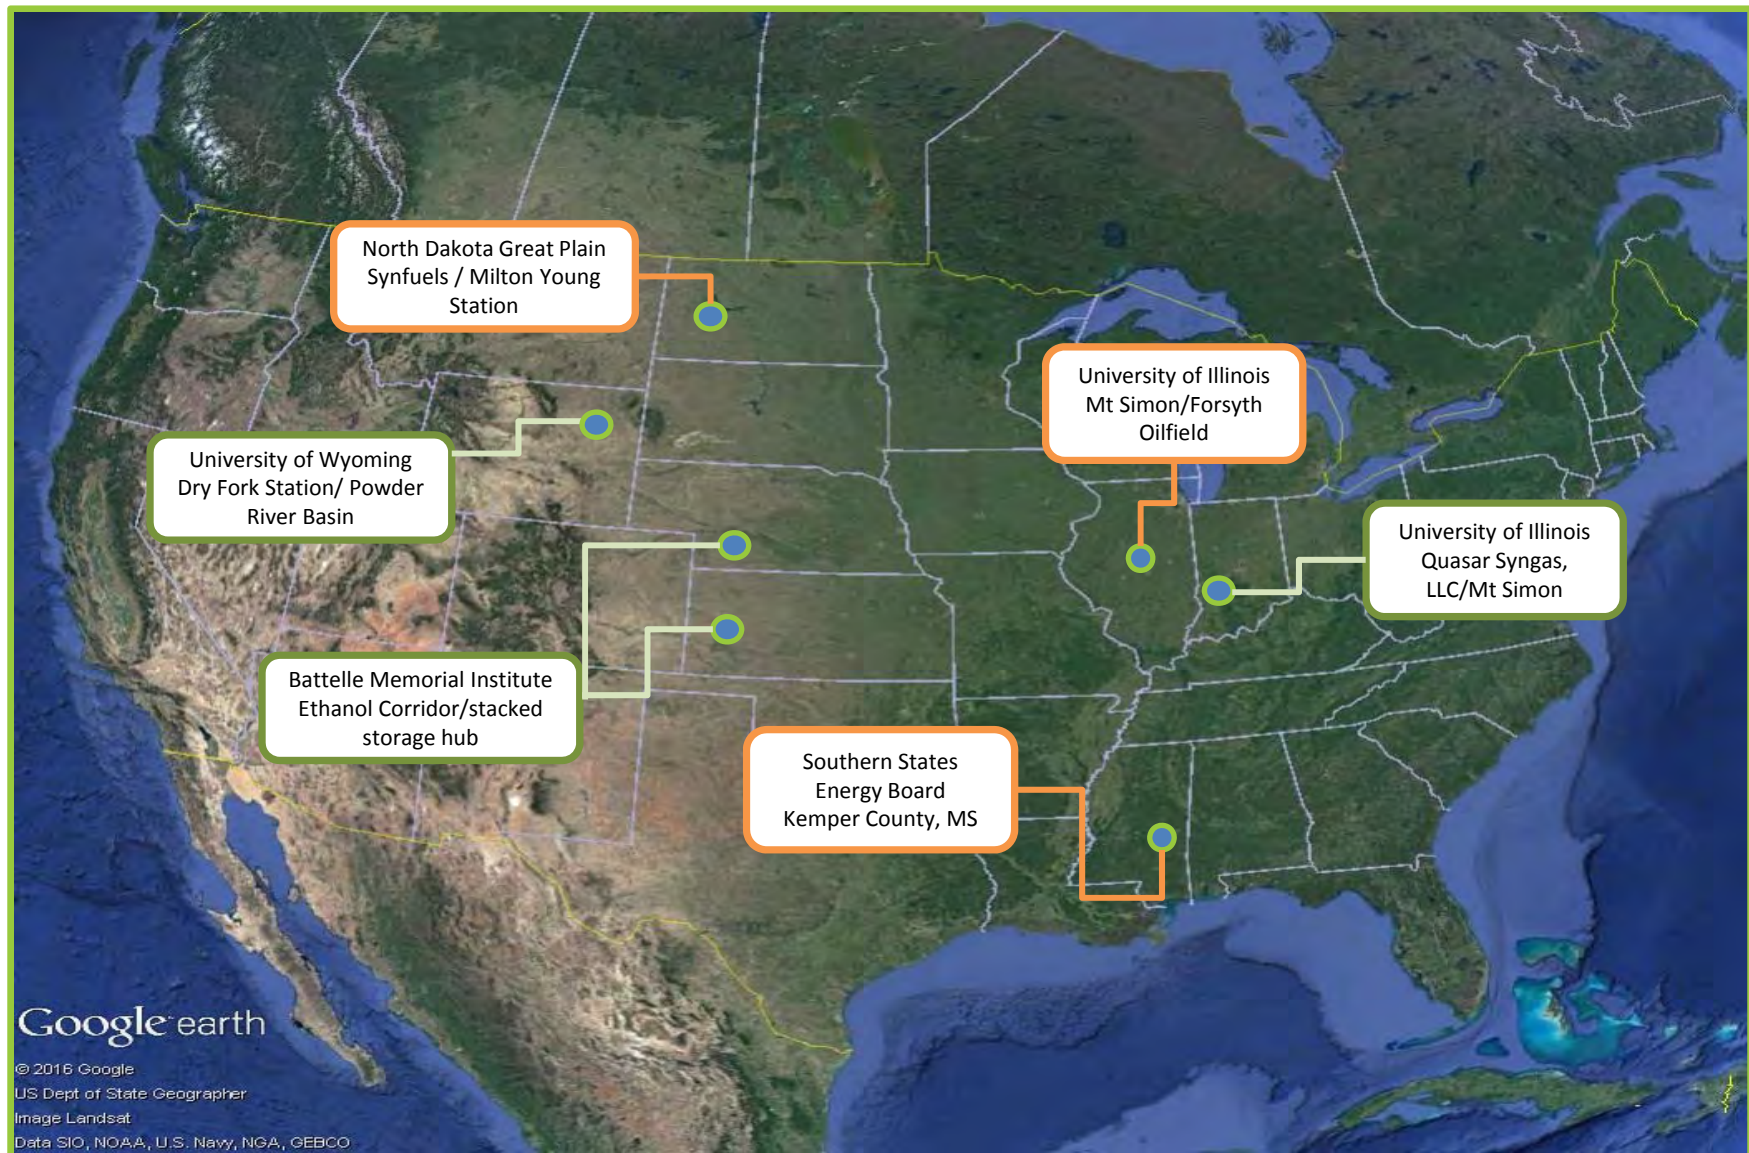 North Dakota Great Plain
Synfuels / Milton Young
Station
University of Illinois
Mt Simon/Forsyth
Oilfield
University of Wyoming
Dry Fork Station/ Powder
River Basin
University of Illinois
Quasar Syngas,
LLC/Mt Simon
Battelle Memorial Institute
Ethanol Corridor/stacked
storage hub
Southern States
Energy Board
Kemper County, MS
Google earth
© 2016 Google
US Dept of State Geographer
Image Landsat
Data SIO, NOAA, U.S. Navy, NGA, GEBCO